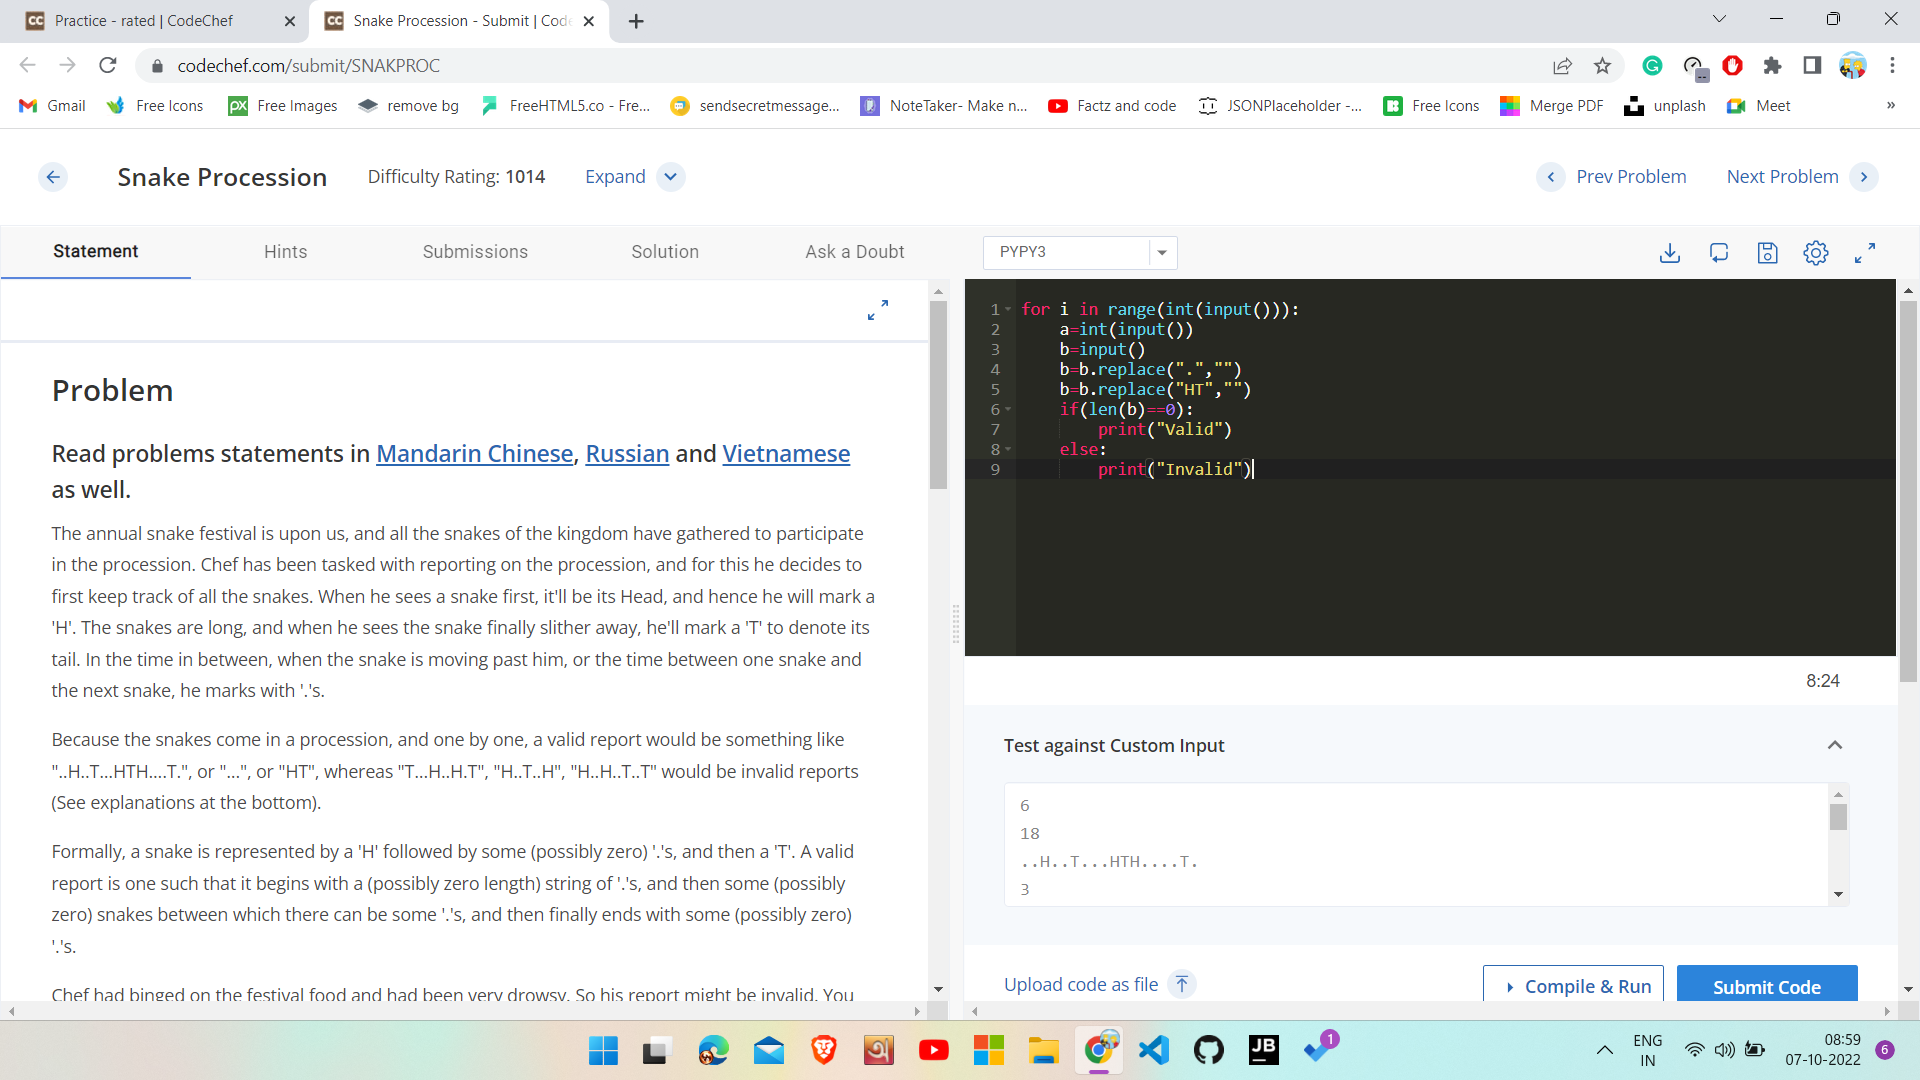 Practice - rated | CodeChef
Snake Procession - Submit | Code
codechef.com/submit/SNAKPROC
Gmail
Free Icons
Free Images
remove bg
FreeHTML5.co - Fre...
sendsecretmessage...
NoteTaker- Make n...
Factz and code
JSONPlaceholder -...
Free Icons
Merge PDF
unplash
Meet
»
Snake Procession
Difficulty Rating: 1014
Expand
Prev Problem
Next Problem
Statement
Hints
Submissions
Solution
Ask a Doubt
PYPY3
Problem
Read problems statements in Mandarin Chinese, Russian and Vietnamese
as well.
The annual snake festival is upon us, and all the snakes of the kingdom have gathered to participate
in the procession. Chef has been tasked with reporting on the procession, and for this he decides to
first keep track of all the snakes. When he sees a snake first, it'll be its Head, and hence he will mark a
'H'. The snakes are long, and when he sees the snake finally slither away, he'll mark a 'T' to denote its
tail. In the time in between, when the snake is moving past him, or the time between one snake and
the next snake, he marks with '.'s.
Because the snakes come in a procession, and one by one, a valid report would be something like
"..H..T...HTH....T.", or "...", or "HT", whereas "T...H..H.T", "H..T..H", "H..H..T..T" would be invalid reports
(See explanations at the bottom).
Formally, a snake is represented by a 'H' followed by some (possibly zero) '.'s, and then a 'T'. A valid
report is one such that it begins with a (possibly zero length) string of '.'s, and then some (possibly
zero) snakes between which there can be some '.'s, and then finally ends with some (possibly zero)
'.'s.
Chef had binged on the festival food and had been very drowsy. So his report might be invalid. You
1 for i in range(int(input())):
2 a=int(input())
3 b=input()
4 b=b.replace(".","")
5 b=b.replace("HT","")
6 if(len(b)==0):
7 print("Valid")
8 else:
9 print("Invalid")
8:24
Test against Custom Input
6
18
..H..T...HTH....T.
3
Upload code as file
Compile & Run
Submit Code
JB
1
ENG
IN
08:59
07-10-2022
6